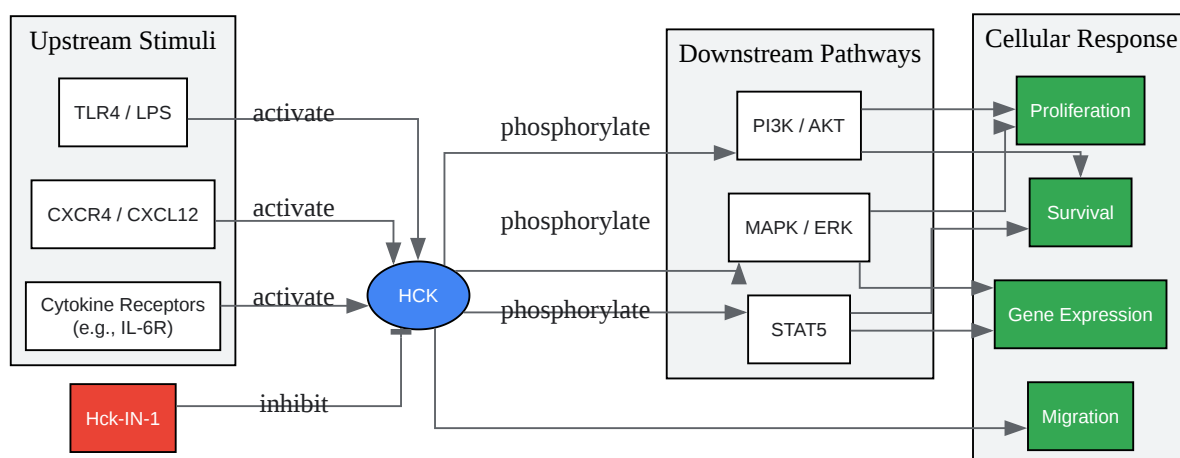 Upstream Stimuli
TLR4 / LPS
CXCR4 / CXCL12
Cytokine Receptors
(e.g., IL-6R)
Hck-IN-1
activate
activate
activate
inhibit
HCK
phosphorylate
phosphorylate
phosphorylate
Downstream Pathways
PI3K / AKT
MAPK / ERK
STAT5
Cellular Response
Proliferation
Survival
Gene Expression
Migration